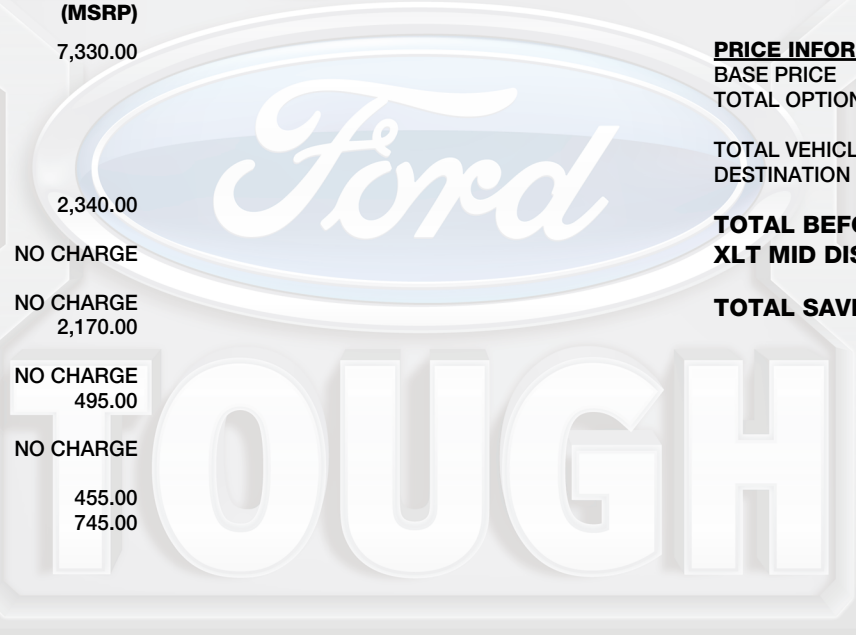 (MSRP)
7,330.00
2,340.00
NO CHARGE
NO CHARGE
2,170.00
NO CHARGE
495.00
NO CHARGE
455.00
745.00
PRICE INFOR
BASE PRICE
TOTAL OPTION
TOTAL VEHICL
DESTINATION
TOTAL BEFO
XLT MID DIS
TOTAL SAVI
Ford
TOUGH